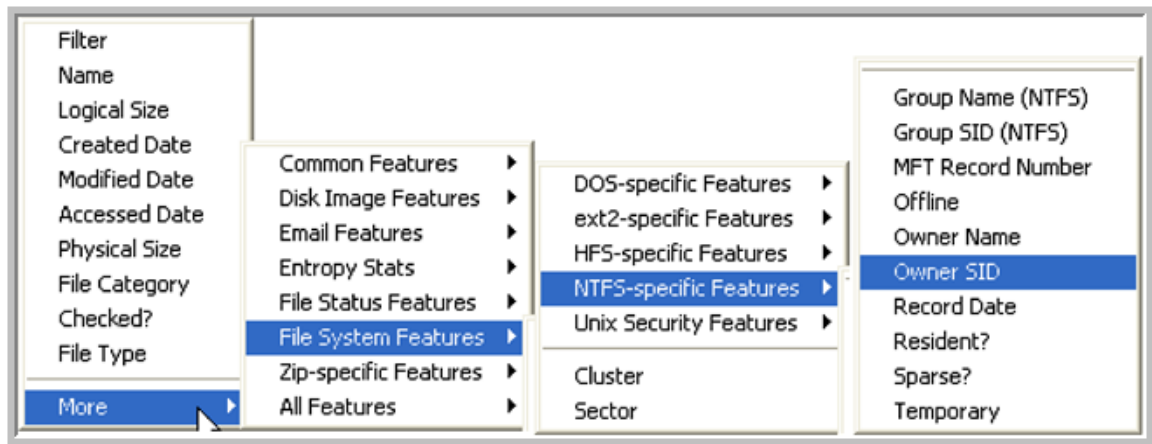 Filter
Name
Logical Size
Created Date
Modified Date
Accessed Date
Physical Size
File Category
Checked?
File Type
More
Common Features
Disk Image Features
Email Features
Entropy Stats
File Status Features
File System Features
Zip-specific Features
All Features
DOS-specific Features
ext2-specific Features
HFS-specific Features
NTFS-specific Features
Unix Security Features
Cluster
Sector
Group Name (NTFS)
Group SID (NTFS)
MFT Record Number
Offline
Owner Name
Owner SID
Record Date
Resident?
Sparse?
Temporary